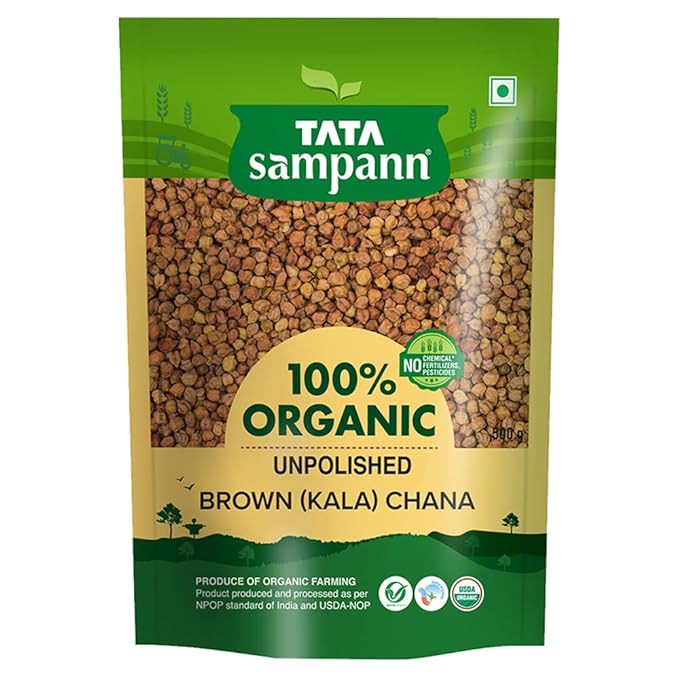 TATA
sampann®
NO
CHEMICAL*
FERTILIZERS,
PESTICIDES
100%
ORGANIC
500 g
UNPOLISHED
BROWN (KALA) CHANA
PRODUCE OF ORGANIC FARMING
Product produced and processed as per
NPOP standard of India and USDA-NOP
USDA
ORGANIC